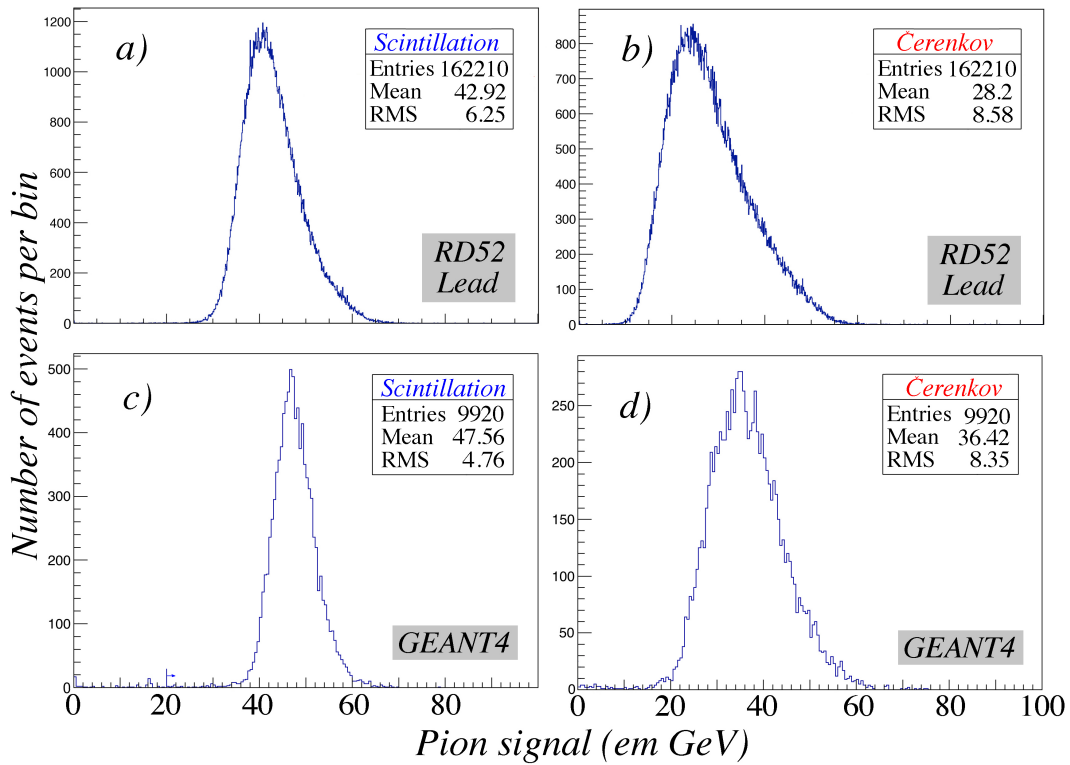 Number of events per bin
a)
Scintillation
Entries 162210
Mean 42.92
RMS 6.25
RD52
Lead
1200
1000
800
600
400
200
0
b)
Čerenkov
Entries 162210
Mean 28.2
RMS 8.58
RD52
Lead
800
700
600
500
400
300
200
100
0
c)
Scintillation
Entries 9920
Mean 47.56
RMS 4.76
GEANT4
500
400
300
200
100
0
0 20 40 60 80
d)
Čerenkov
Entries 9920
Mean 36.42
RMS 8.35
GEANT4
250
200
150
100
50
0
0 20 40 60 80 100
Pion signal (em GeV)